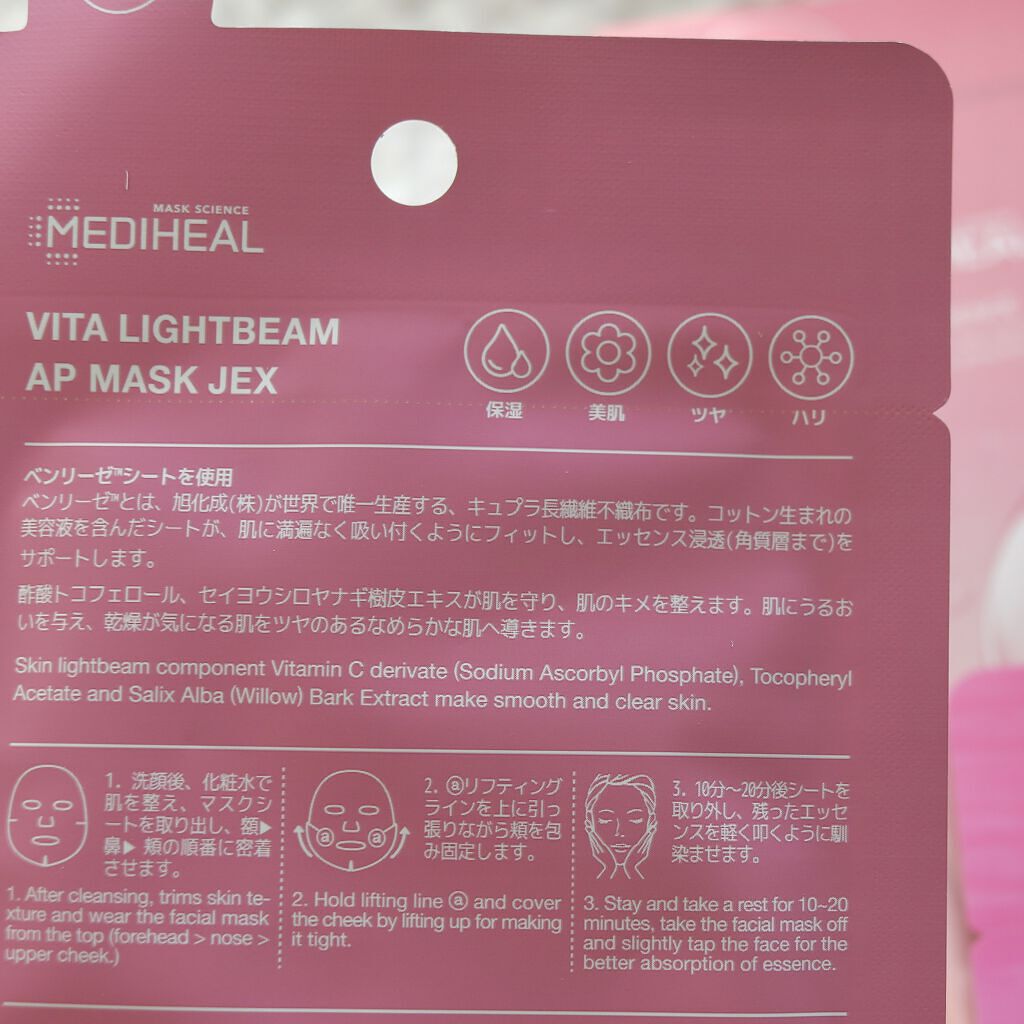 MASK SCIENCE
MEDIHEAL
VITA LIGHTBEAM
AP MASK JEX
保湿 美肌 ツヤ ハリ
ベンリーゼ™シートを使用
ベンリーゼ™とは、旭化成(株)が世界で唯一生産する、キュプラ長繊維不織布です。コットン生まれの
美容液を含んだシートが、肌に満遍なく吸い付くようにフィットし、エッセンス浸透(角質層まで)を
サポートします。
酢酸トコフェロール、セイヨウシロヤナギ樹皮エキスが肌を守り、肌のキメを整えます。肌にうるお
いを与え、乾燥が気になる肌をツヤのあるなめらかな肌へ導きます。
Skin lightbeam component Vitamin C derivate (Sodium Ascorbyl Phosphate), Tocopheryl
Acetate and Salix Alba (Willow) Bark Extract make smooth and clear skin.
1. 洗顔後、化粧水で
肌を整え、マスクシ
ートを取り出し、額▶
鼻▶ 頬の順番に密着
させます。
1. After cleansing, trims skin te-
xture and wear the facial mask
from the top (forehead > nose >
upper cheek.)
ⓐ ⓐ
2. ⓐリフティング
ラインを上に引っ
張りながら頬を包
み固定します。
2. Hold lifting line ⓐ and cover
the cheek by lifting up for making
it tight.
3. 10分～20分後シートを
取り外し、残ったエッセ
ンスを軽く叩くように馴
染ませます。
3. Stay and take a rest for 10~20
minutes, take the facial mask off
and slightly tap the face for the
better absorption of essence.